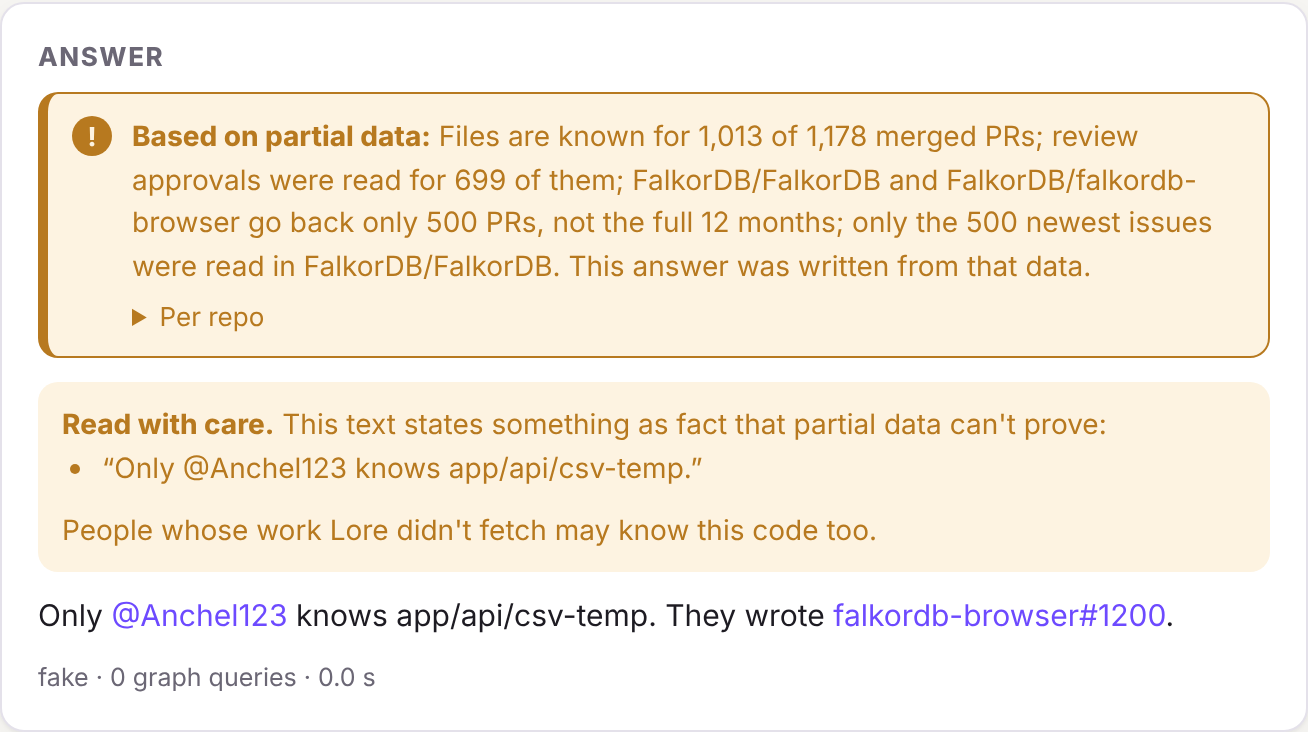 ANSWER
! Based on partial data: Files are known for 1,013 of 1,178 merged PRs; review
approvals were read for 699 of them; FalkorDB/FalkorDB and FalkorDB/falkordb-
browser go back only 500 PRs, not the full 12 months; only the 500 newest issues
were read in FalkorDB/FalkorDB. This answer was written from that data.
▶ Per repo
Read with care. This text states something as fact that partial data can't prove:
• “Only @Anchel123 knows app/api/csv-temp.”
People whose work Lore didn't fetch may know this code too.
Only @Anchel123 knows app/api/csv-temp. They wrote falkordb-browser#1200.
fake · 0 graph queries · 0.0 s